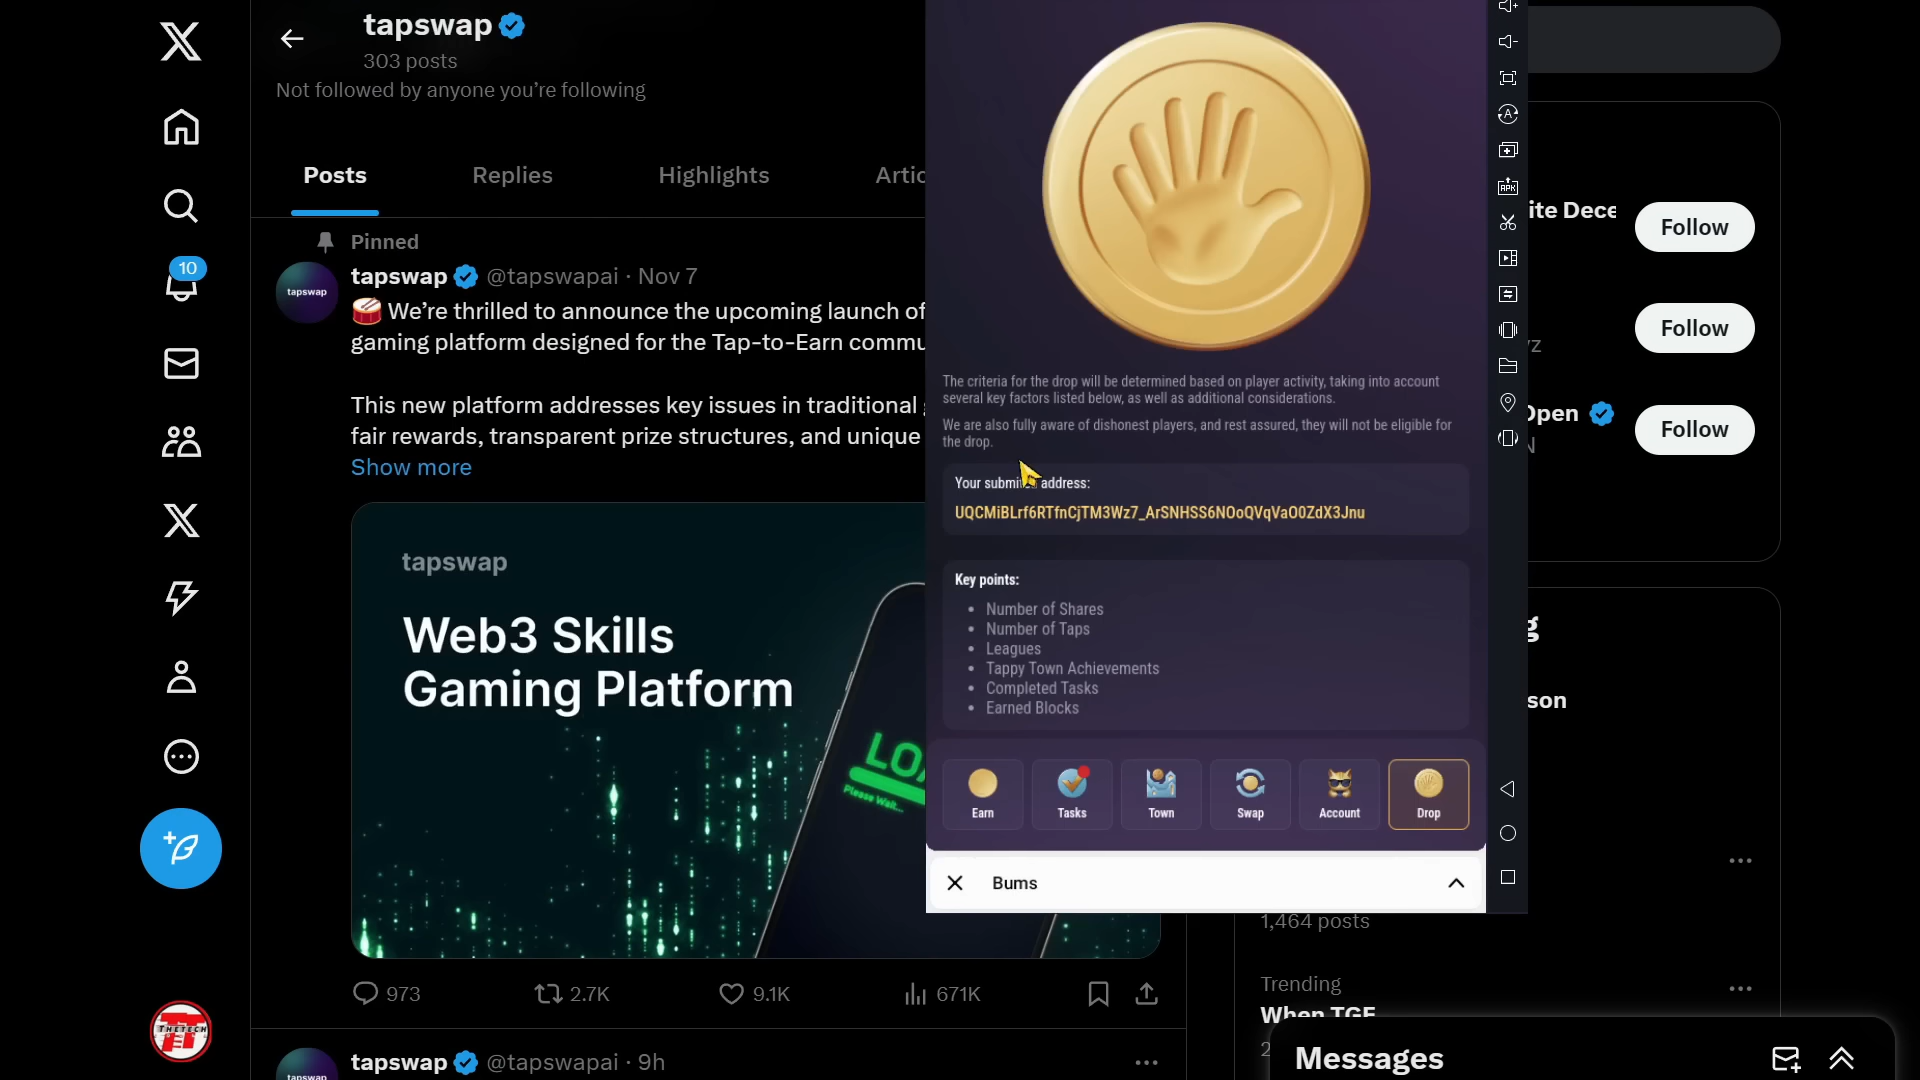 tapswap
303 posts
Not followed by anyone you're following
Posts
Replies
Highlights
Artic
Pinned
tapswap @tapswapai · Nov 7
🥁 We're thrilled to announce the upcoming launch of
gaming platform designed for the Tap-to-Earn commu
This new platform addresses key issues in traditional
fair rewards, transparent prize structures, and unique
Show more
tapswap
tapswap
Web3 Skills
Gaming Platform
Please Wait...
973
2.7K
9.1K
671K
tapswap @tapswapai · 9h
tapswap
10
THETECH
The criteria for the drop will be determined based on player activity, taking into account
several key factors listed below, as well as additional considerations.
We are also fully aware of dishonest players, and rest assured, they will not be eligible for
the drop.
address:
UQCMiBLrf6RTfnCjTM3Wz7_ArSNHSS6NOoQVqVaO0ZdX3Jnu
Key points:
• Number of Shares
• Number of Taps
• Leagues
• Tappy Town Achievements
• Completed Tasks
• Earned Blocks
Earn
Tasks
Town
Swap
Account
Drop
Bums
APK
ite Dece
Follow
Follow
Open
Follow
son
1,464 posts
Trending
When TGE
Messages